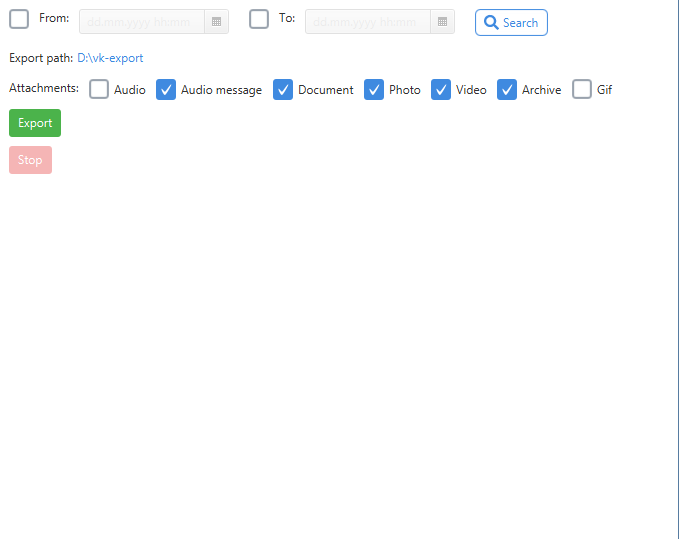 From: dd.mm.yyyy hh:mm To: dd.mm.yyyy hh:mm Search
Export path: D:\vk-export
Attachments: Audio Audio message Document Photo Video Archive Gif
Export
Stop